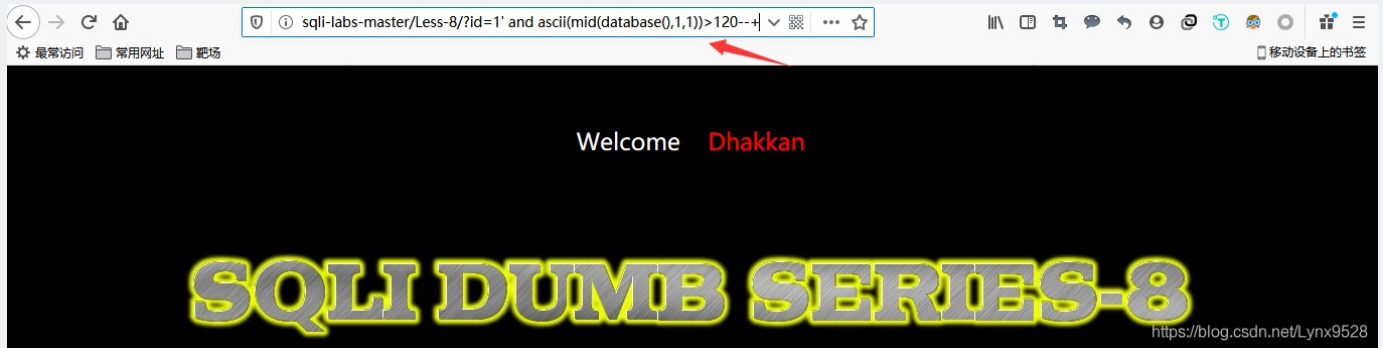 sqli-labs-master/Less-8/?id=1' and ascii(mid(database(),1,1))>120--+
最常访问 常用网址 靶场 移动设备上的书签
Welcome Dhakkan
SQLI DUMB SERIES-8
https://blog.csdn.net/Lynx9528